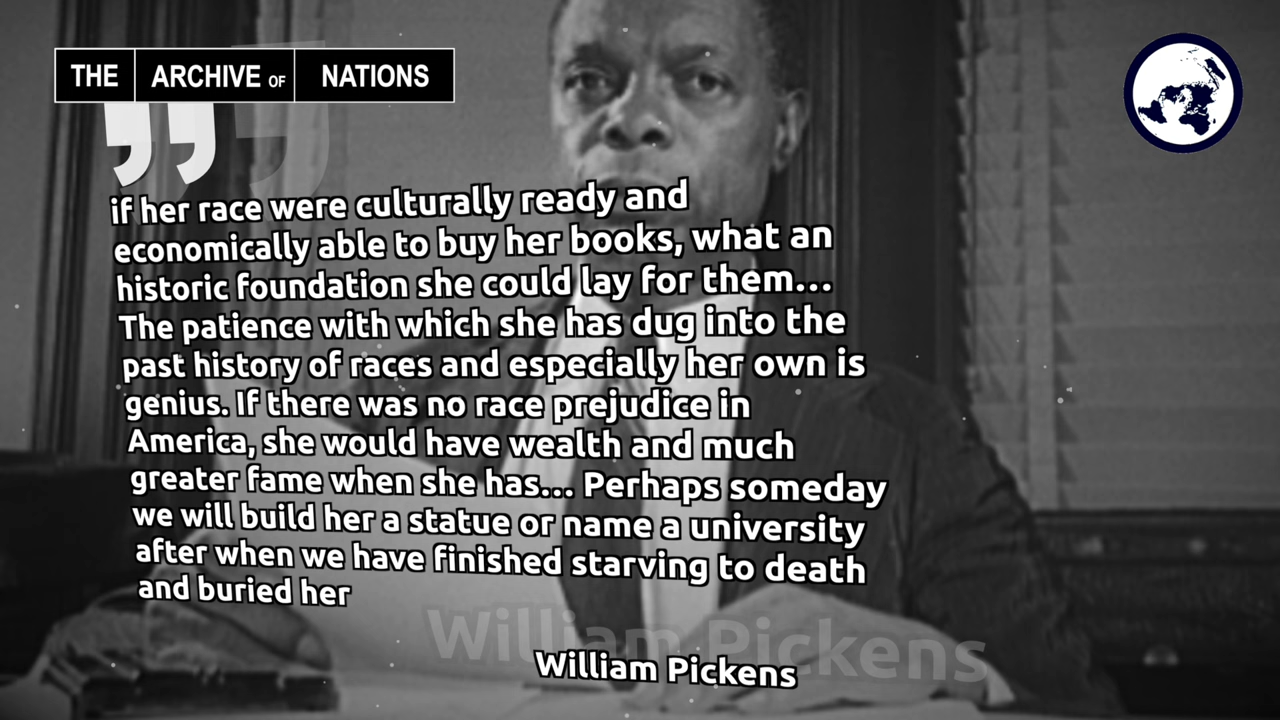 THE ARCHIVE OF NATIONS
if her race were culturally ready and
economically able to buy her books, what an
historic foundation she could lay for them...
The patience with which she has dug into the
past history of races and especially her own is
genius. If there was no race prejudice in
America, she would have wealth and much
greater fame when she has... Perhaps someday
we will build her a statue or name a university
after when we have finished starving to death
and buried her
William Pickens
William Pickens